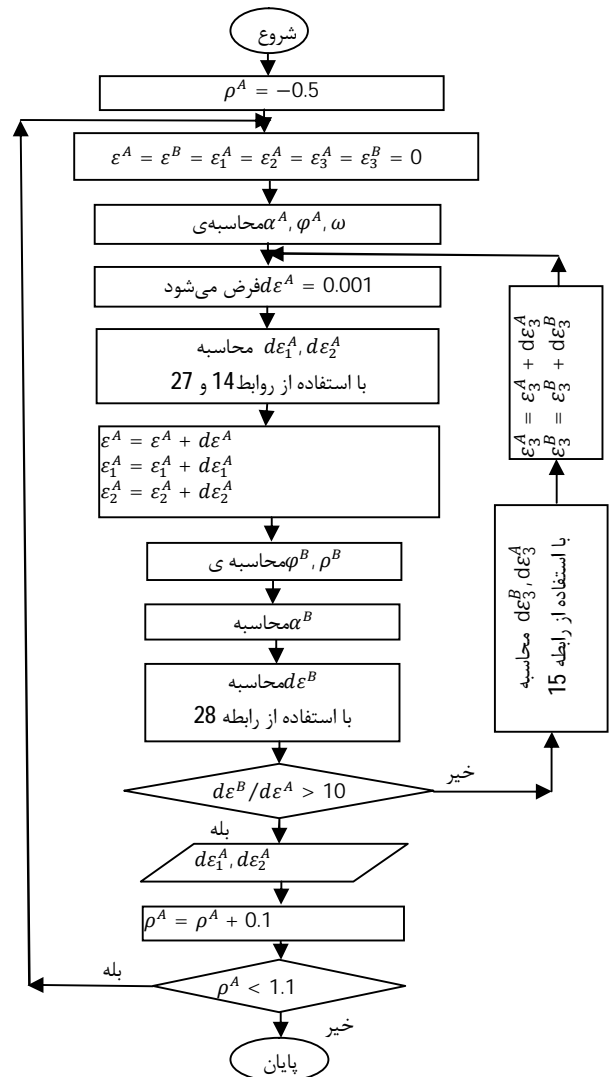 شروع
ρ^A = −0.5
ε^A = ε^B = ε_1^A = ε_2^A = ε_3^A = ε_3^B = 0
محاسبه‌ی α^A, φ^A, ω
فرض می‌شود dε^A = 0.001
محاسبه dε_1^A, dε_2^A
با استفاده از روابط 14 و 27
ε^A = ε^A + dε^A
ε_1^A = ε_1^A + dε_1^A
ε_2^A = ε_2^A + dε_2^A
محاسبه ی φ^B, ρ^B
محاسبه α^B
محاسبه dε^B
با استفاده از رابطه 28
dε^B/dε^A > 10
خیر
محاسبه dε_3^B, dε_3^A
با استفاده از رابطه 15
ε_3^A = ε_3^A + dε_3^A
ε_3^B = ε_3^B + dε_3^B
بله
dε_1^A, dε_2^A
ρ^A = ρ^A + 0.1
ρ^A < 1.1
بله
خیر
پایان